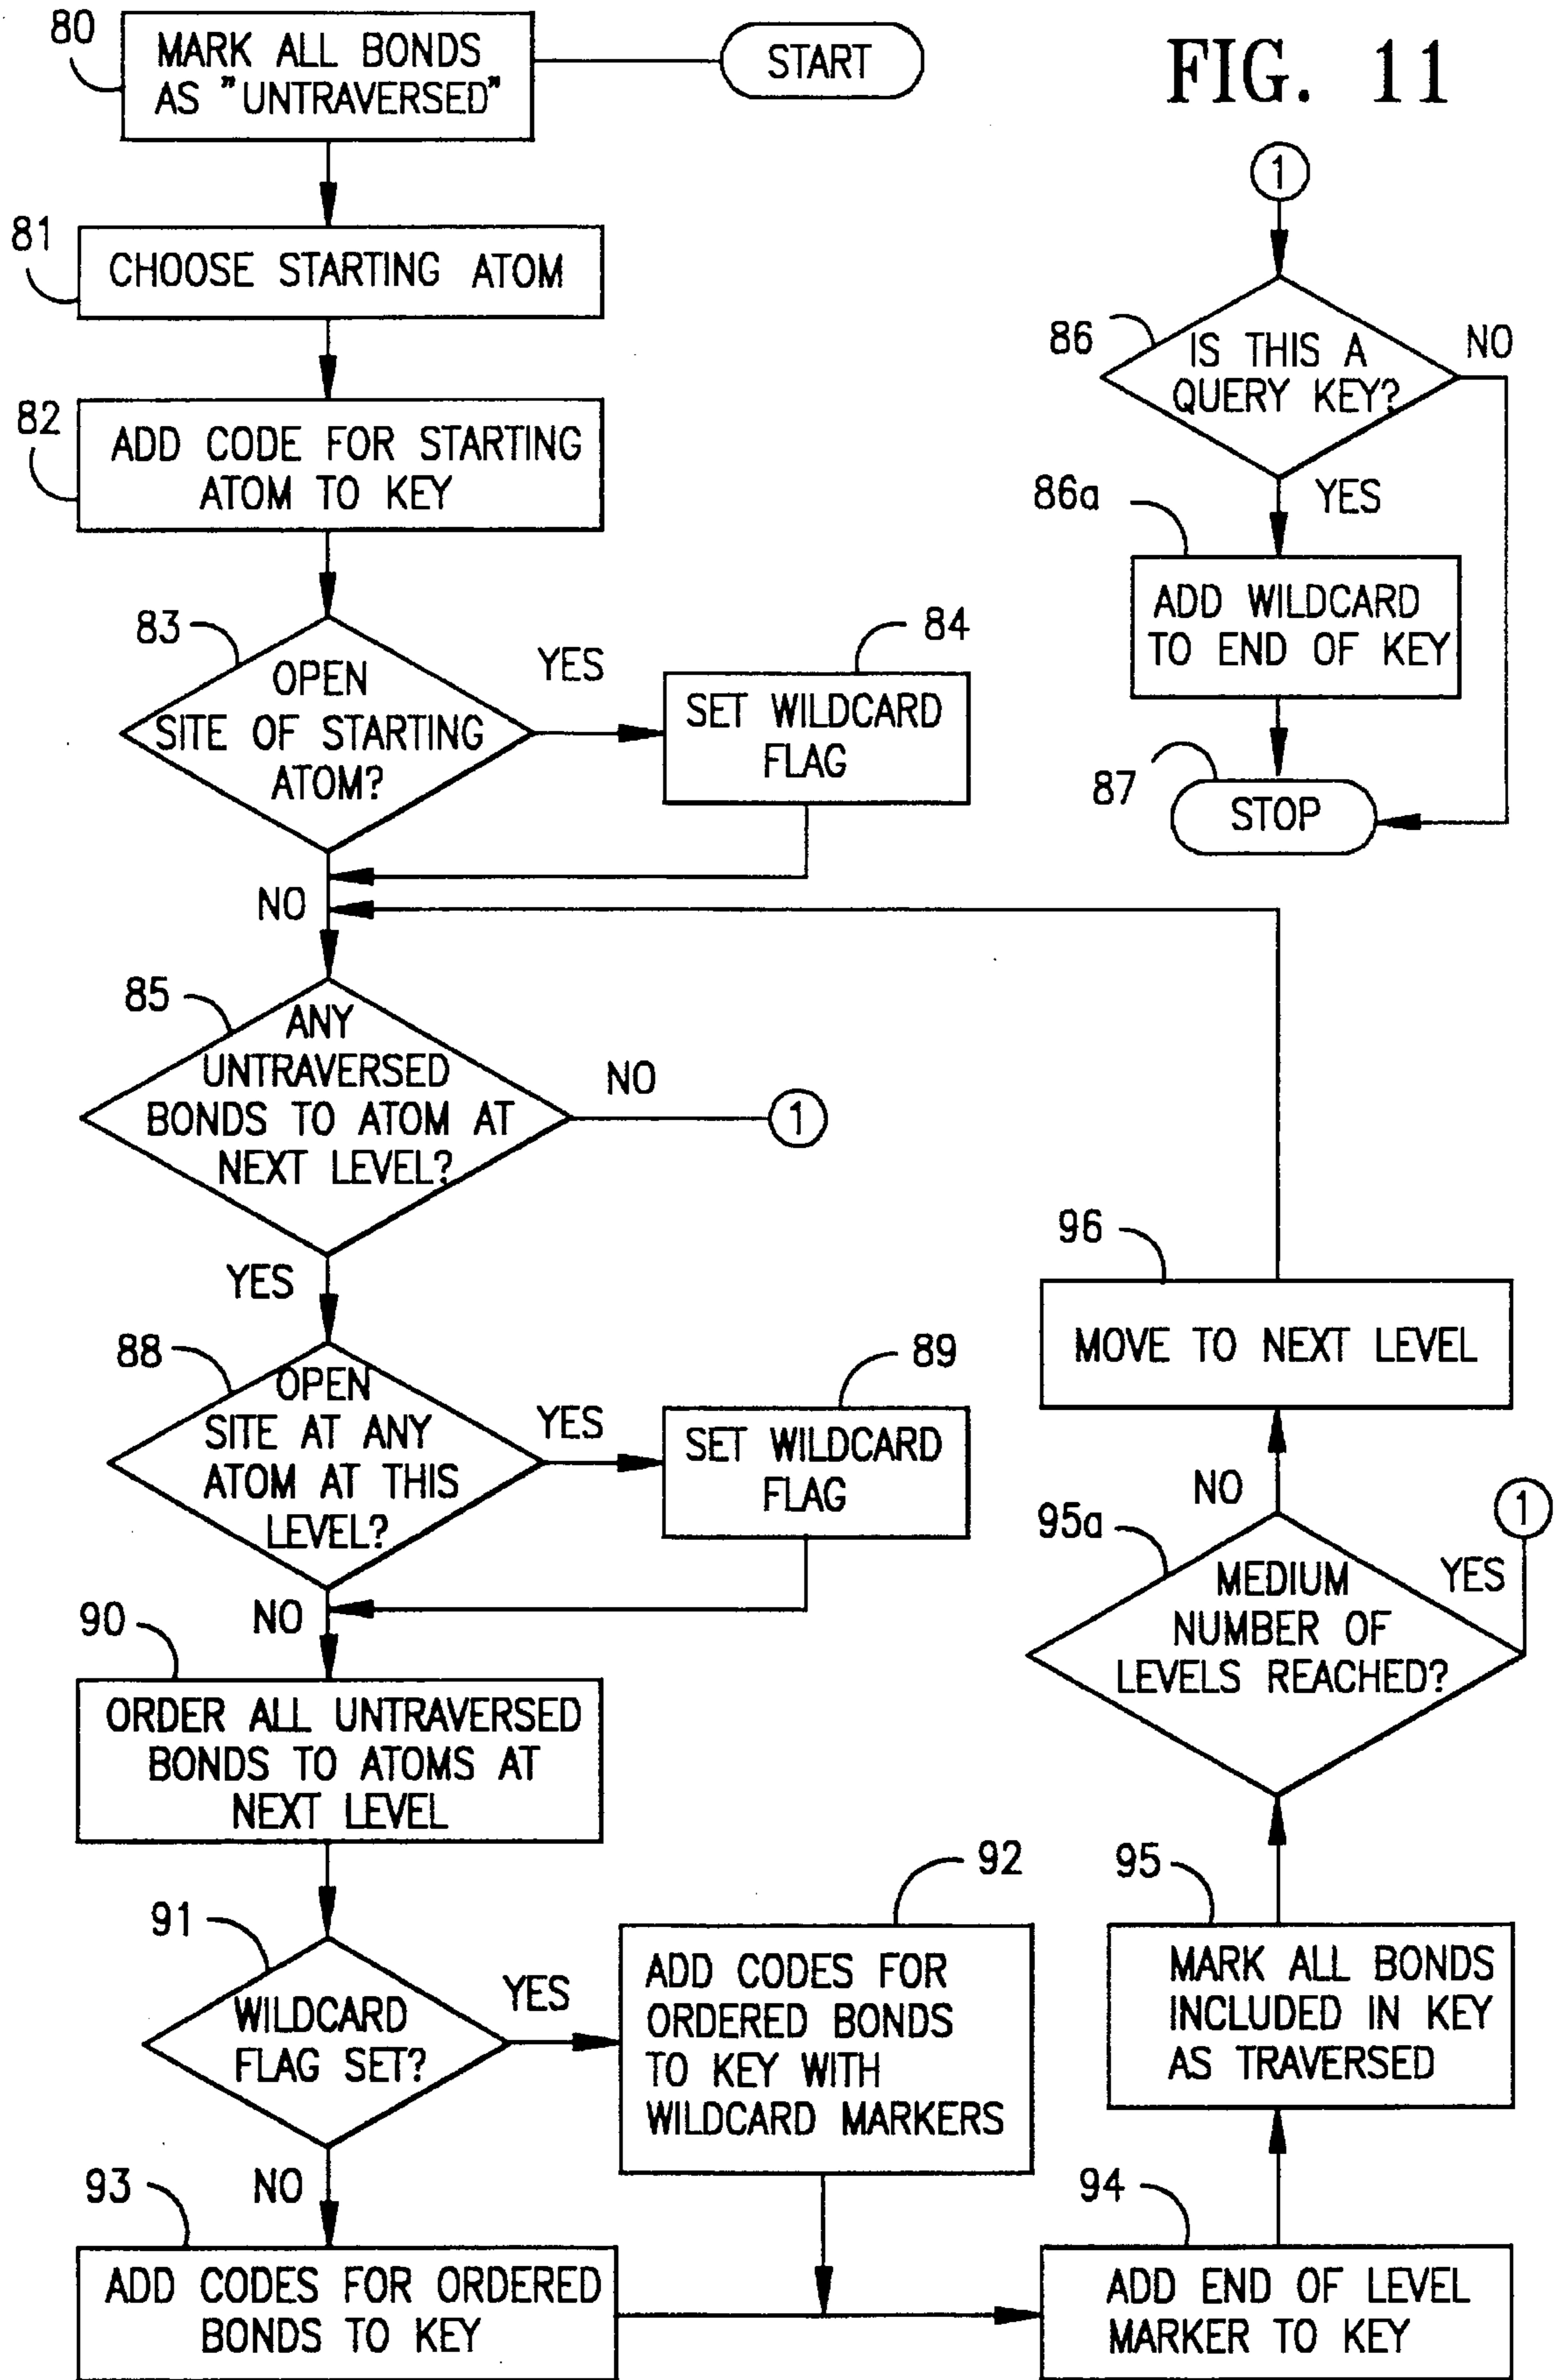 FIG. 11
START
80
MARK ALL BONDS
AS "UNTRAVERSED"
81
CHOOSE STARTING ATOM
82
ADD CODE FOR STARTING
ATOM TO KEY
83
OPEN
SITE OF STARTING
ATOM?
YES
84
SET WILDCARD
FLAG
NO
85
ANY
UNTRAVERSED
BONDS TO ATOM AT
NEXT LEVEL?
NO
1
YES
88
OPEN
SITE AT ANY
ATOM AT THIS
LEVEL?
YES
89
SET WILDCARD
FLAG
NO
90
ORDER ALL UNTRAVERSED
BONDS TO ATOMS AT
NEXT LEVEL
91
WILDCARD
FLAG SET?
YES
92
ADD CODES FOR
ORDERED BONDS
TO KEY WITH
WILDCARD MARKERS
NO
93
ADD CODES FOR ORDERED
BONDS TO KEY
94
ADD END OF LEVEL
MARKER TO KEY
95
MARK ALL BONDS
INCLUDED IN KEY
AS TRAVERSED
95a
MEDIUM
NUMBER OF
LEVELS REACHED?
YES
1
NO
96
MOVE TO NEXT LEVEL
1
86
IS THIS A
QUERY KEY?
NO
YES
86a
ADD WILDCARD
TO END OF KEY
87
STOP